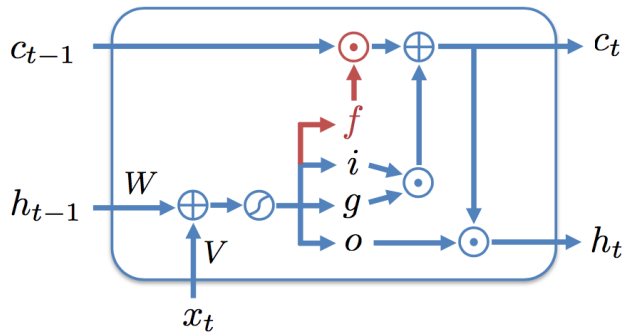 c_{t-1} c_t
f
i
W
h_{t-1} g
V o h_t
x_t